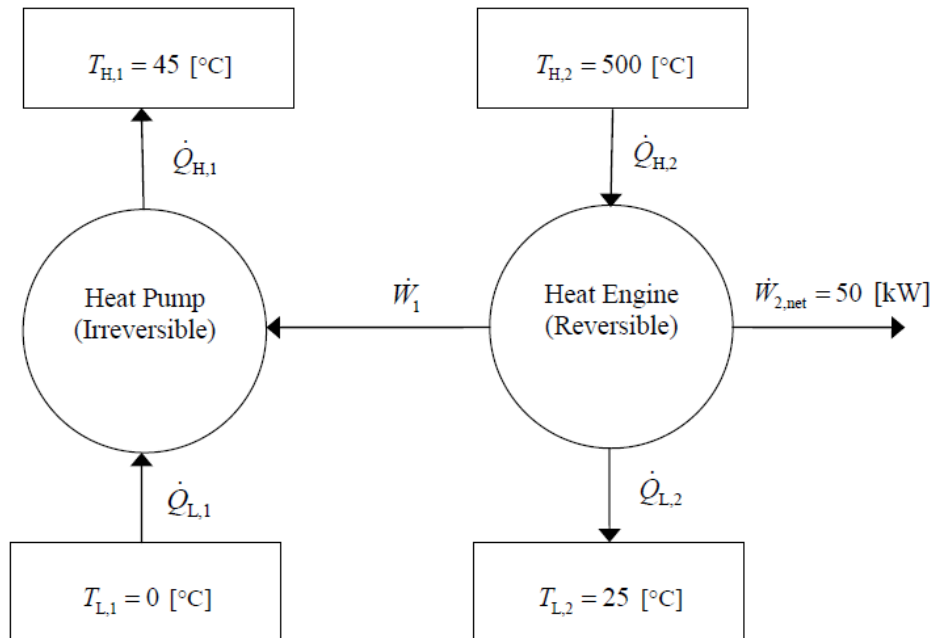 T_H,1 = 45 [°C]
T_H,2 = 500 [°C]
Q̇_H,1
Q̇_H,2
Heat Pump
(Irreversible)
Ẇ_1
Heat Engine
(Reversible)
Ẇ_2,net = 50 [kW]
Q̇_L,1
Q̇_L,2
T_L,1 = 0 [°C]
T_L,2 = 25 [°C]